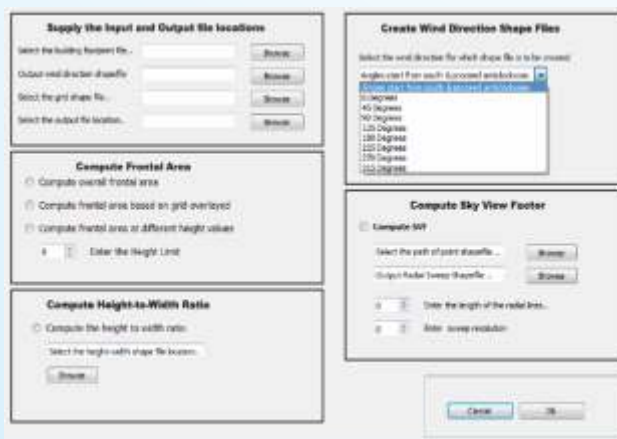 Supply the Input and Output file locations
Select the building footprint file...
Browse
Output wind direction shapefile
Browse
Select the grid shape file...
Browse
Select the output file location...
Browse
Compute Frontal Area
Compute overall frontal area
Compute frontal area based on grid overlayed
Compute frontal area at different height values
Enter the Height Limit
Compute Height-to-Width Ratio
Compute the height to width ratio
Select the height-width shape file location...
Browse
Create Wind Direction Shape Files
Select the wind direction for which shape file is to be created
Angles start from south &proceed anticlockwise
Angles start from south &proceed anticlockwise
0 Degrees
45 Degrees
90 Degrees
135 Degrees
180 Degrees
225 Degrees
270 Degrees
315 Degrees
Compute Sky View Factor
Compute SVF
Select the path of point shapefile...
Browse
Output Radial Sweep Shapefile...
Browse
Enter the length of the radial lines...
Enter sweep resolution
Cancel
Ok